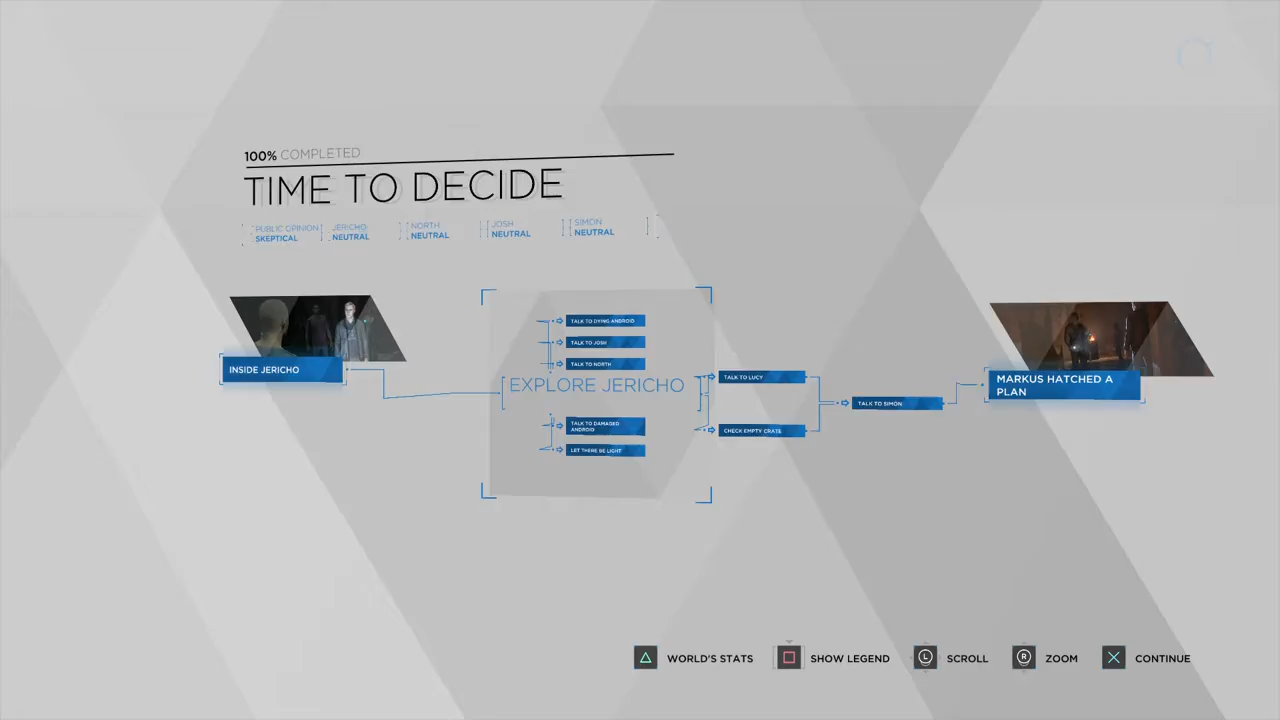 100% COMPLETED
TIME TO DECIDE
PUBLIC OPINION JERICHO NORTH JOSH SIMON
SKEPTICAL NEUTRAL NEUTRAL NEUTRAL NEUTRAL
INSIDE JERICHO
TALK TO DYING ANDROID
TALK TO JOSH
TALK TO NORTH
EXPLORE JERICHO
TALK TO DAMAGED
ANDROID
LET THERE BE LIGHT
TALK TO LUCY
CHECK EMPTY CRATE
TALK TO SIMON
MARKUS HATCHED A
PLAN
WORLD'S STATS SHOW LEGEND L SCROLL R ZOOM CONTINUE